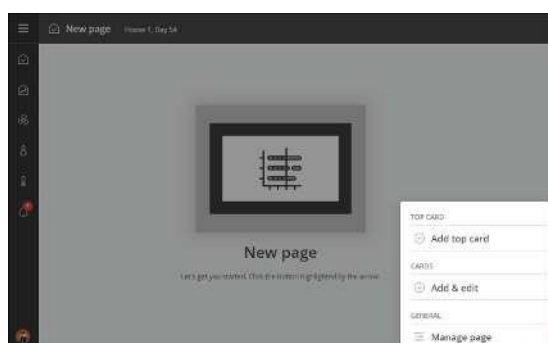 New page House 1, Day 54
New page
Let's get you started. Click the button highlighted by the arrow
TOP CARD
Add top card
CARDS
Add & edit
GENERAL
Manage page